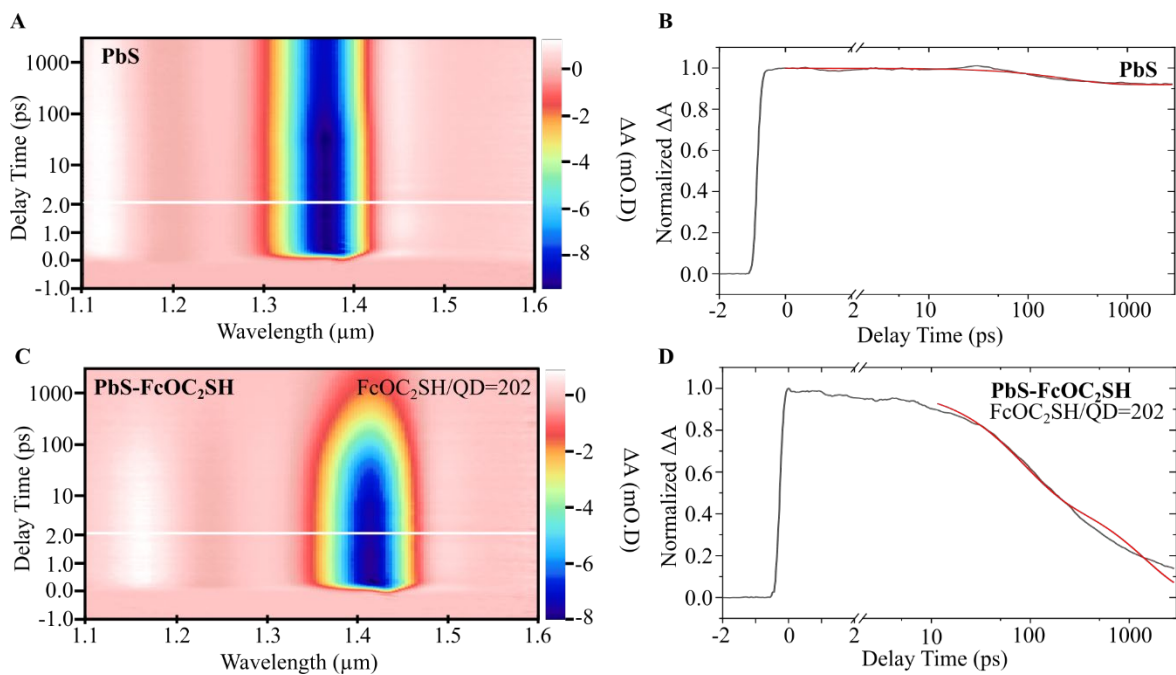 A
PbS
1000
100
10
2.0
1.0
0.0
-1.0
1.1 1.2 1.3 1.4 1.5 1.6
Delay Time (ps)
Wavelength (µm)
0
-2
-4
-6
-8
ΔA (mO.D)
B
PbS
1.0
0.8
0.6
0.4
0.2
0.0
-2 0 2 10 100 1000
Normalized ΔA
Delay Time (ps)
C
PbS-FcOC₂SH FcOC₂SH/QD=202
1000
100
10
2.0
1.0
0.0
-1.0
1.1 1.2 1.3 1.4 1.5 1.6
Delay Time (ps)
Wavelength (µm)
0
-2
-4
-6
-8
ΔA (mO.D)
D
PbS-FcOC₂SH
FcOC₂SH/QD=202
1.0
0.8
0.6
0.4
0.2
0.0
-2 0 2 10 100 1000
Normalized ΔA
Delay Time (ps)